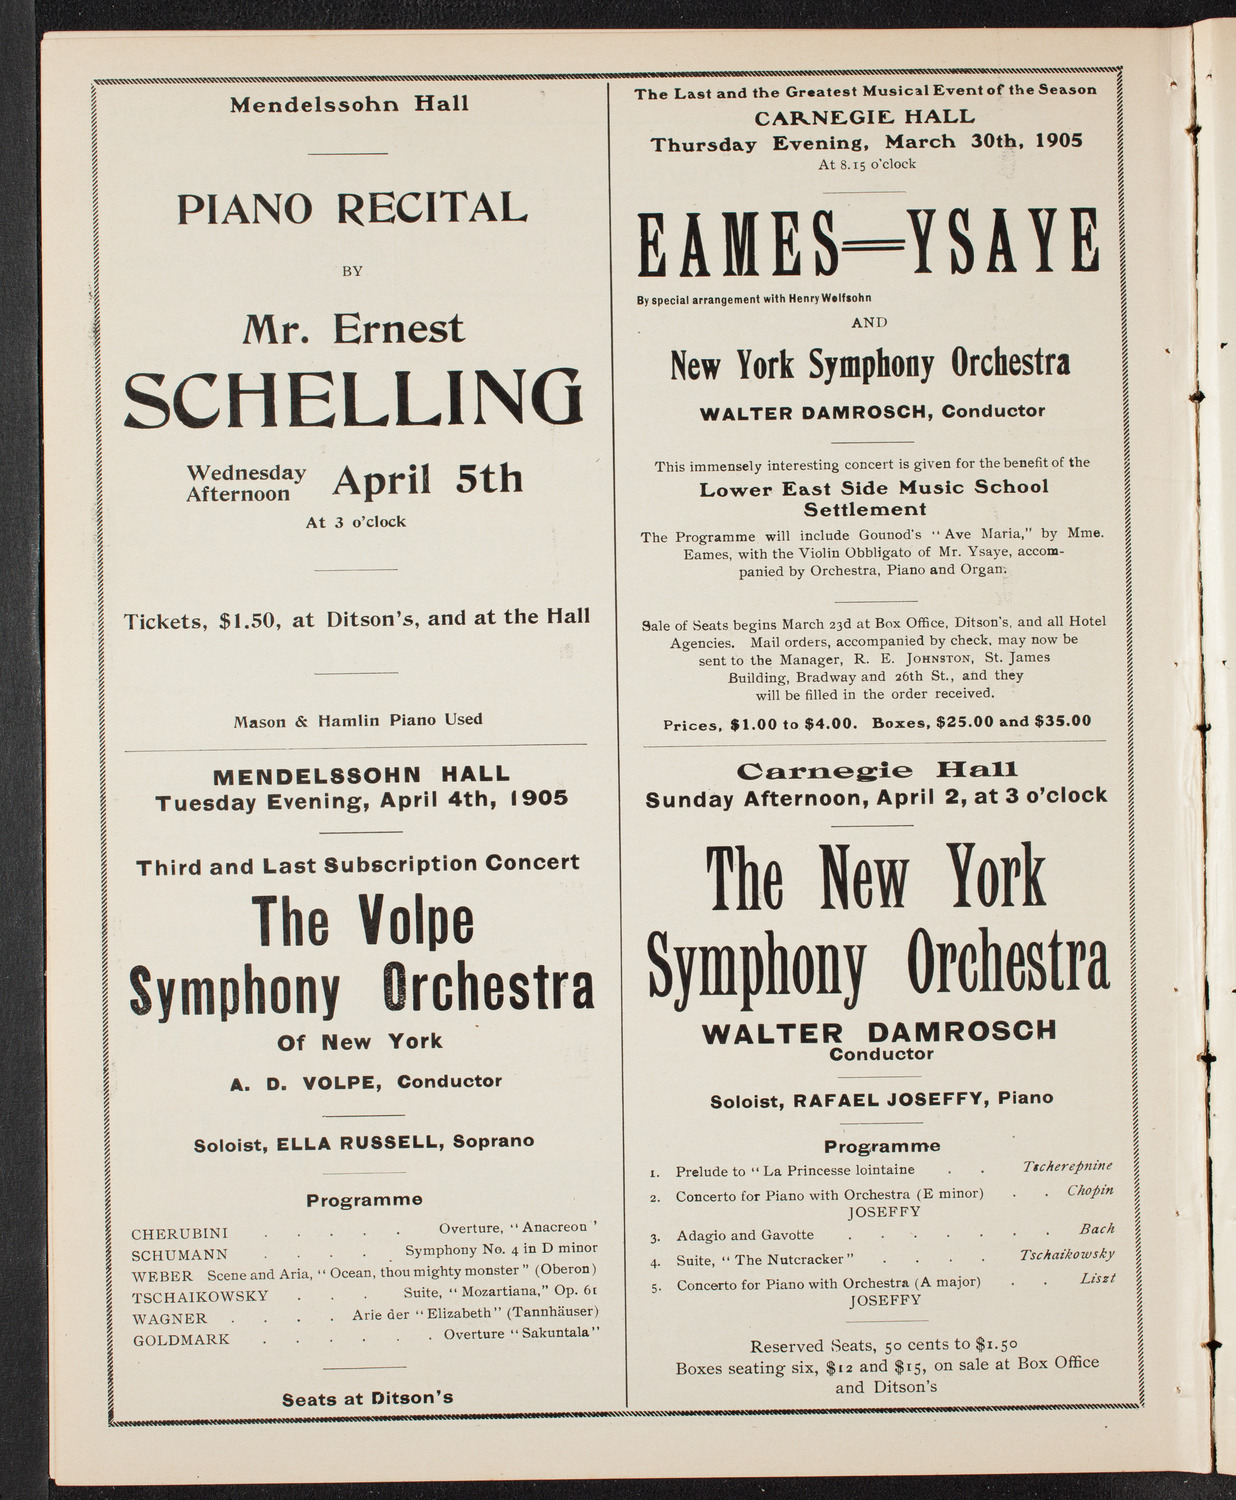 Mendelssohn Hall
PIANO RECITAL
BY
Mr. Ernest
SCHELLING
Wednesday Afternoon April 5th
At 3 o'clock
Tickets, $1.50, at Ditson's, and at the Hall
Mason & Hamlin Piano Used
MENDELSSOHN HALL
Tuesday Evening, April 4th, 1905
Third and Last Subscription Concert
The Volpe
Symphony Orchestra
Of New York
A. D. VOLPE, Conductor
Soloist, ELLA RUSSELL, Soprano
Programme
CHERUBINI . . . . . Overture, "Anacreon'
SCHUMANN . . . . Symphony No. 4 in D minor
WEBER Scene and Aria, "Ocean, thou mighty monster" (Oberon)
TSCHAIKOWSKY . . . Suite, "Mozartiana," Op. 61
WAGNER . . . . Arie der "Elizabeth" (Tannhäuser)
GOLDMARK . . . . . . Overture "Sakuntala"
Seats at Ditson's
The Last and the Greatest Musical Event of the Season
CARNEGIE HALL
Thursday Evening, March 30th, 1905
At 8.15 o'clock
EAMES=YSAYE
By special arrangement with Henry Wolfsohn
AND
New York Symphony Orchestra
WALTER DAMROSCH, Conductor
This immensely interesting concert is given for the benefit of the
Lower East Side Music School
Settlement
The Programme will include Gounod's "Ave Maria," by Mme.
Eames, with the Violin Obbligato of Mr. Ysaye, accom-
panied by Orchestra, Piano and Organ.
Sale of Seats begins March 23d at Box Office, Ditson's, and all Hotel
Agencies. Mail orders, accompanied by check, may now be
sent to the Manager, R. E. JOHNSTON, St. James
Building, Bradway and 26th St., and they
will be filled in the order received.
Prices, $1.00 to $4.00. Boxes, $25.00 and $35.00
Carnegie Hall
Sunday Afternoon, April 2, at 3 o'clock
The New York
Symphony Orchestra
WALTER DAMROSCH
Conductor
Soloist, RAFAEL JOSEFFY, Piano
Programme
1. Prelude to "La Princesse lointaine . . Tscherepnine
2. Concerto for Piano with Orchestra (E minor) . . Chopin
JOSEFFY
3. Adagio and Gavotte . . . . . . . Bach
4. Suite, "The Nutcracker" . . . . Tschaikowsky
5. Concerto for Piano with Orchestra (A major) . . Liszt
JOSEFFY
Reserved Seats, 50 cents to $1.50
Boxes seating six, $12 and $15, on sale at Box Office
and Ditson's